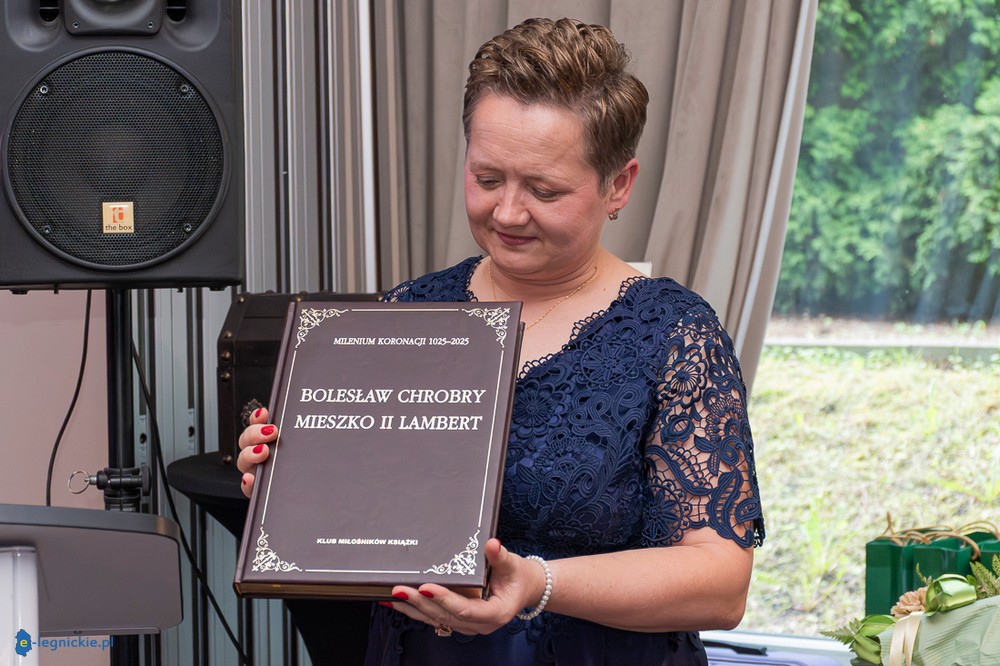 the box
MILENIUM KORONACJI 1025–2025
BOLESŁAW CHROBRY
MIESZKO II LAMBERT
KLUB MIŁOŚNIKÓW KSIĄŻKI
e-legnickie.pl